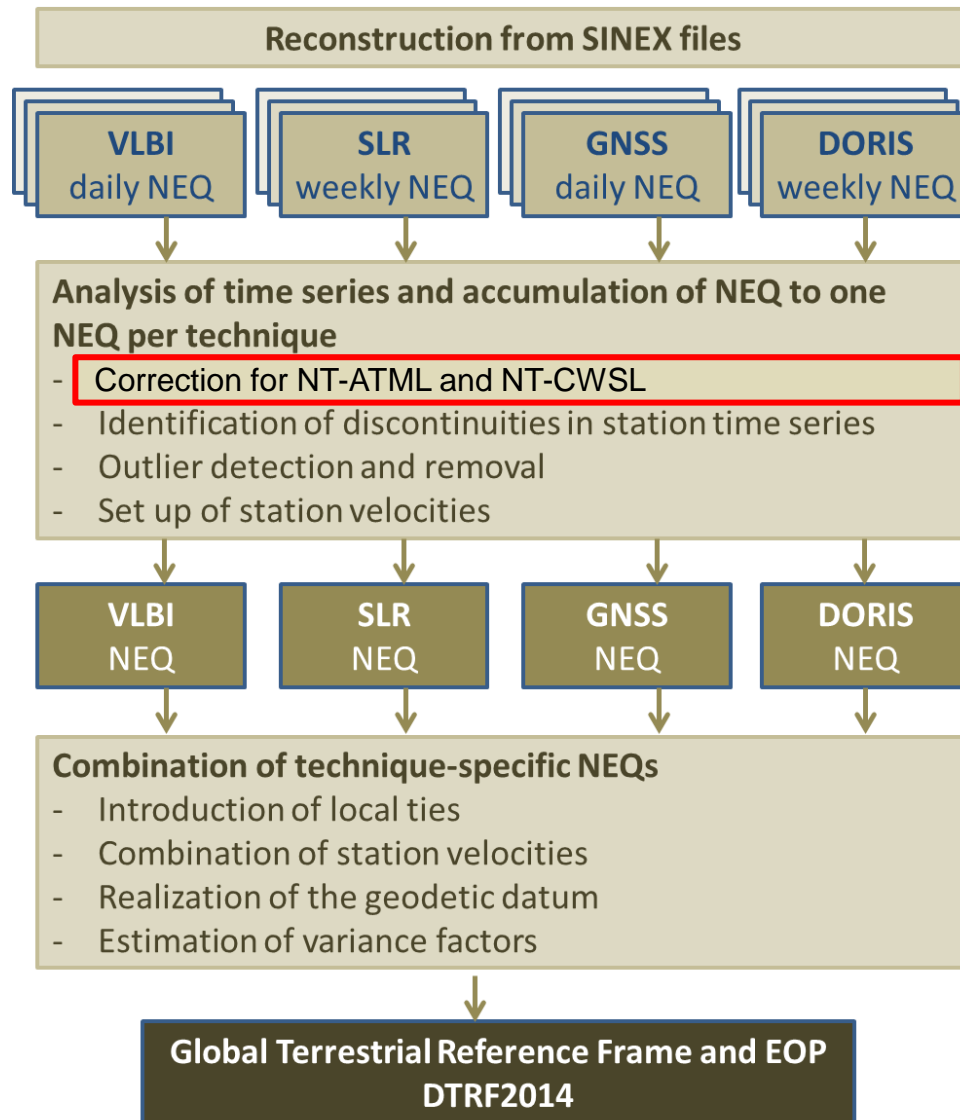 Reconstruction from SINEX files
VLBI
daily NEQ
SLR
weekly NEQ
GNSS
daily NEQ
DORIS
weekly NEQ
Analysis of time series and accumulation of NEQ to one
NEQ per technique
- Correction for NT-ATML and NT-CWSL
- Identification of discontinuities in station time series
- Outlier detection and removal
- Set up of station velocities
VLBI
NEQ
SLR
NEQ
GNSS
NEQ
DORIS
NEQ
Combination of technique-specific NEQs
- Introduction of local ties
- Combination of station velocities
- Realization of the geodetic datum
- Estimation of variance factors
Global Terrestrial Reference Frame and EOP
DTRF2014